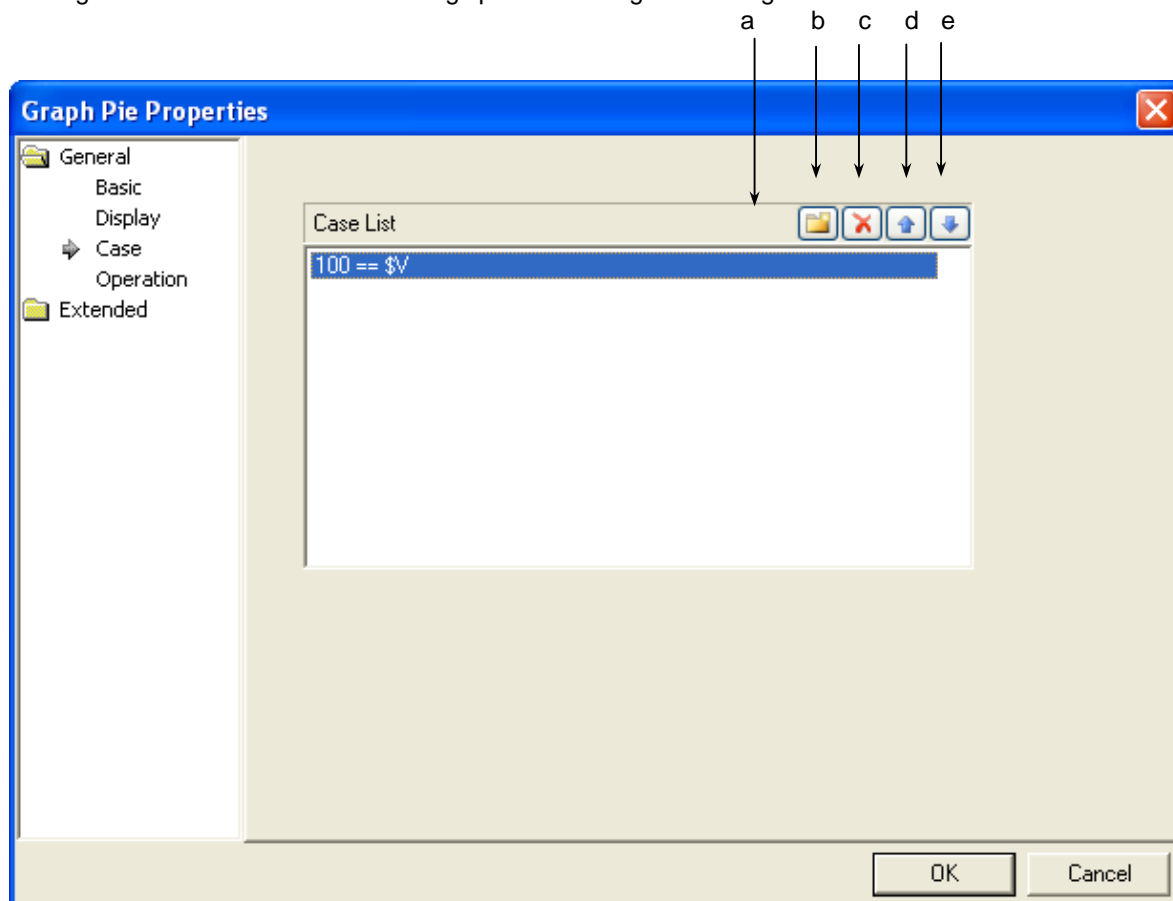 a b c d e
Graph Pie Properties
General
Basic
Display
Case
Operation
Extended
Case List
100 == $V
OK Cancel